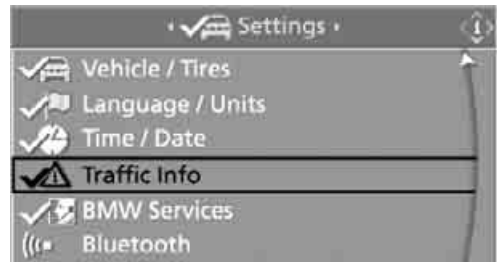 Settings
Vehicle / Tires
Language / Units
Time / Date
Traffic Info
BMW Services
Bluetooth